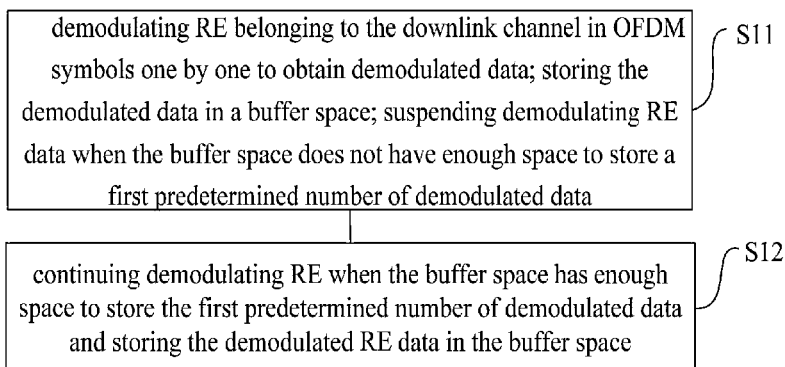 demodulating RE belonging to the downlink channel in OFDM
symbols one by one to obtain demodulated data; storing the
demodulated data in a buffer space; suspending demodulating RE
data when the buffer space does not have enough space to store a
first predetermined number of demodulated data
S11
continuing demodulating RE when the buffer space has enough
space to store the first predetermined number of demodulated data
and storing the demodulated RE data in the buffer space
S12